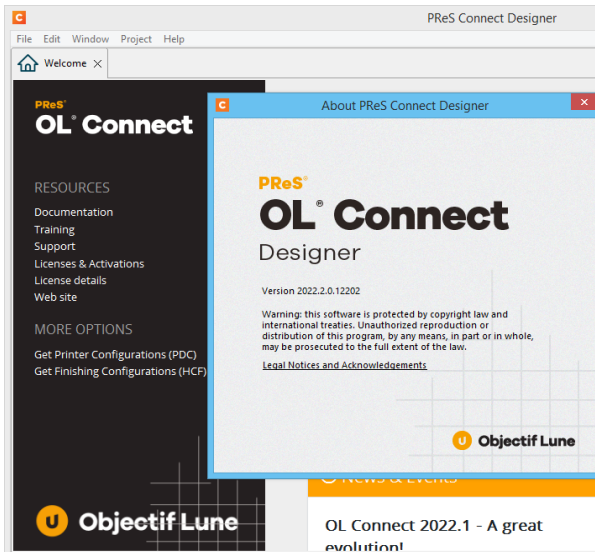 PReS Connect Designer
File Edit Window Project Help
Welcome
PReS®
OL® Connect
RESOURCES
Documentation
Training
Support
Licenses & Activations
License details
Web site
MORE OPTIONS
Get Printer Configurations (PDC)
Get Finishing Configurations (HCF)
Objectif Lune
About PReS Connect Designer
PReS®
OL® Connect
Designer
Version 2022.2.0.12202
Warning: this software is protected by copyright law and
international treaties. Unauthorized reproduction or
distribution of this program, by any means, in part or in whole,
may be prosecuted to the full extent of the law.
Legal Notices and Acknowledgements
Objectif Lune
News & Events
OL Connect 2022.1 - A great
evolution!